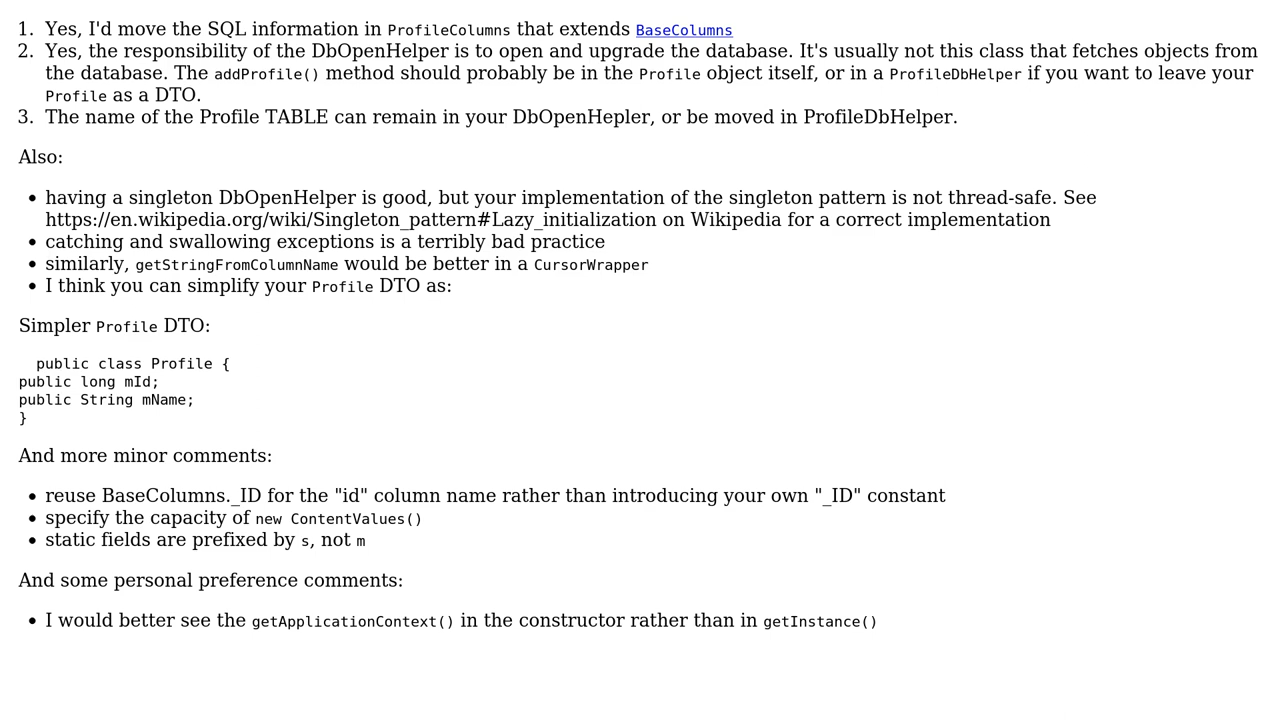 1. Yes, I'd move the SQL information in ProfileColumns that extends BaseColumns
2. Yes, the responsibility of the DbOpenHelper is to open and upgrade the database. It's usually not this class that fetches objects from
the database. The addProfile() method should probably be in the Profile object itself, or in a ProfileDbHelper if you want to leave your
Profile as a DTO.
3. The name of the Profile TABLE can remain in your DbOpenHepler, or be moved in ProfileDbHelper.
Also:
• having a singleton DbOpenHelper is good, but your implementation of the singleton pattern is not thread-safe. See
https://en.wikipedia.org/wiki/Singleton_pattern#Lazy_initialization on Wikipedia for a correct implementation
• catching and swallowing exceptions is a terribly bad practice
• similarly, getStringFromColumnName would be better in a CursorWrapper
• I think you can simplify your Profile DTO as:
Simpler Profile DTO:
public class Profile {
public long mId;
public String mName;
}
And more minor comments:
• reuse BaseColumns._ID for the "id" column name rather than introducing your own "_ID" constant
• specify the capacity of new ContentValues()
• static fields are prefixed by s, not m
And some personal preference comments:
• I would better see the getApplicationContext() in the constructor rather than in getInstance()